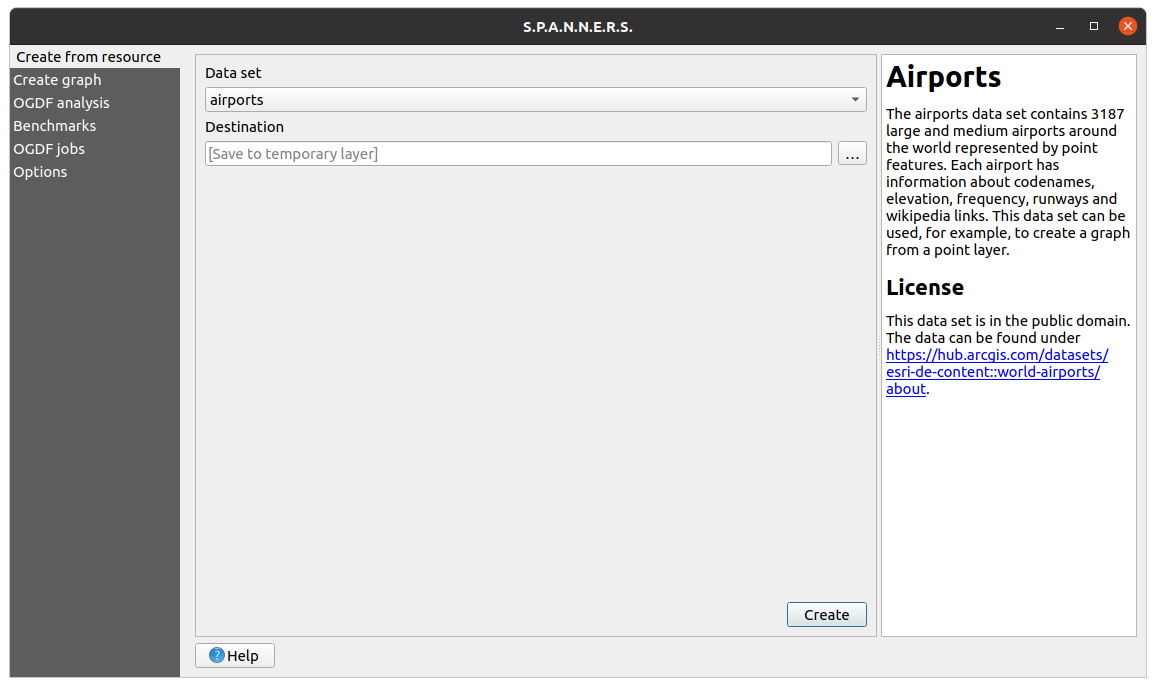 S.P.A.N.N.E.R.S.
Create from resource
Create graph
OGDF analysis
Benchmarks
OGDF jobs
Options
Data set
airports
Destination
[Save to temporary layer]
...
Create
Help
Airports
The airports data set contains 3187
large and medium airports around
the world represented by point
features. Each airport has
information about codenames,
elevation, frequency, runways and
wikipedia links. This data set can be
used, for example, to create a graph
from a point layer.
License
This data set is in the public domain.
The data can be found under
https://hub.arcgis.com/datasets/
esri-de-content::world-airports/
about.